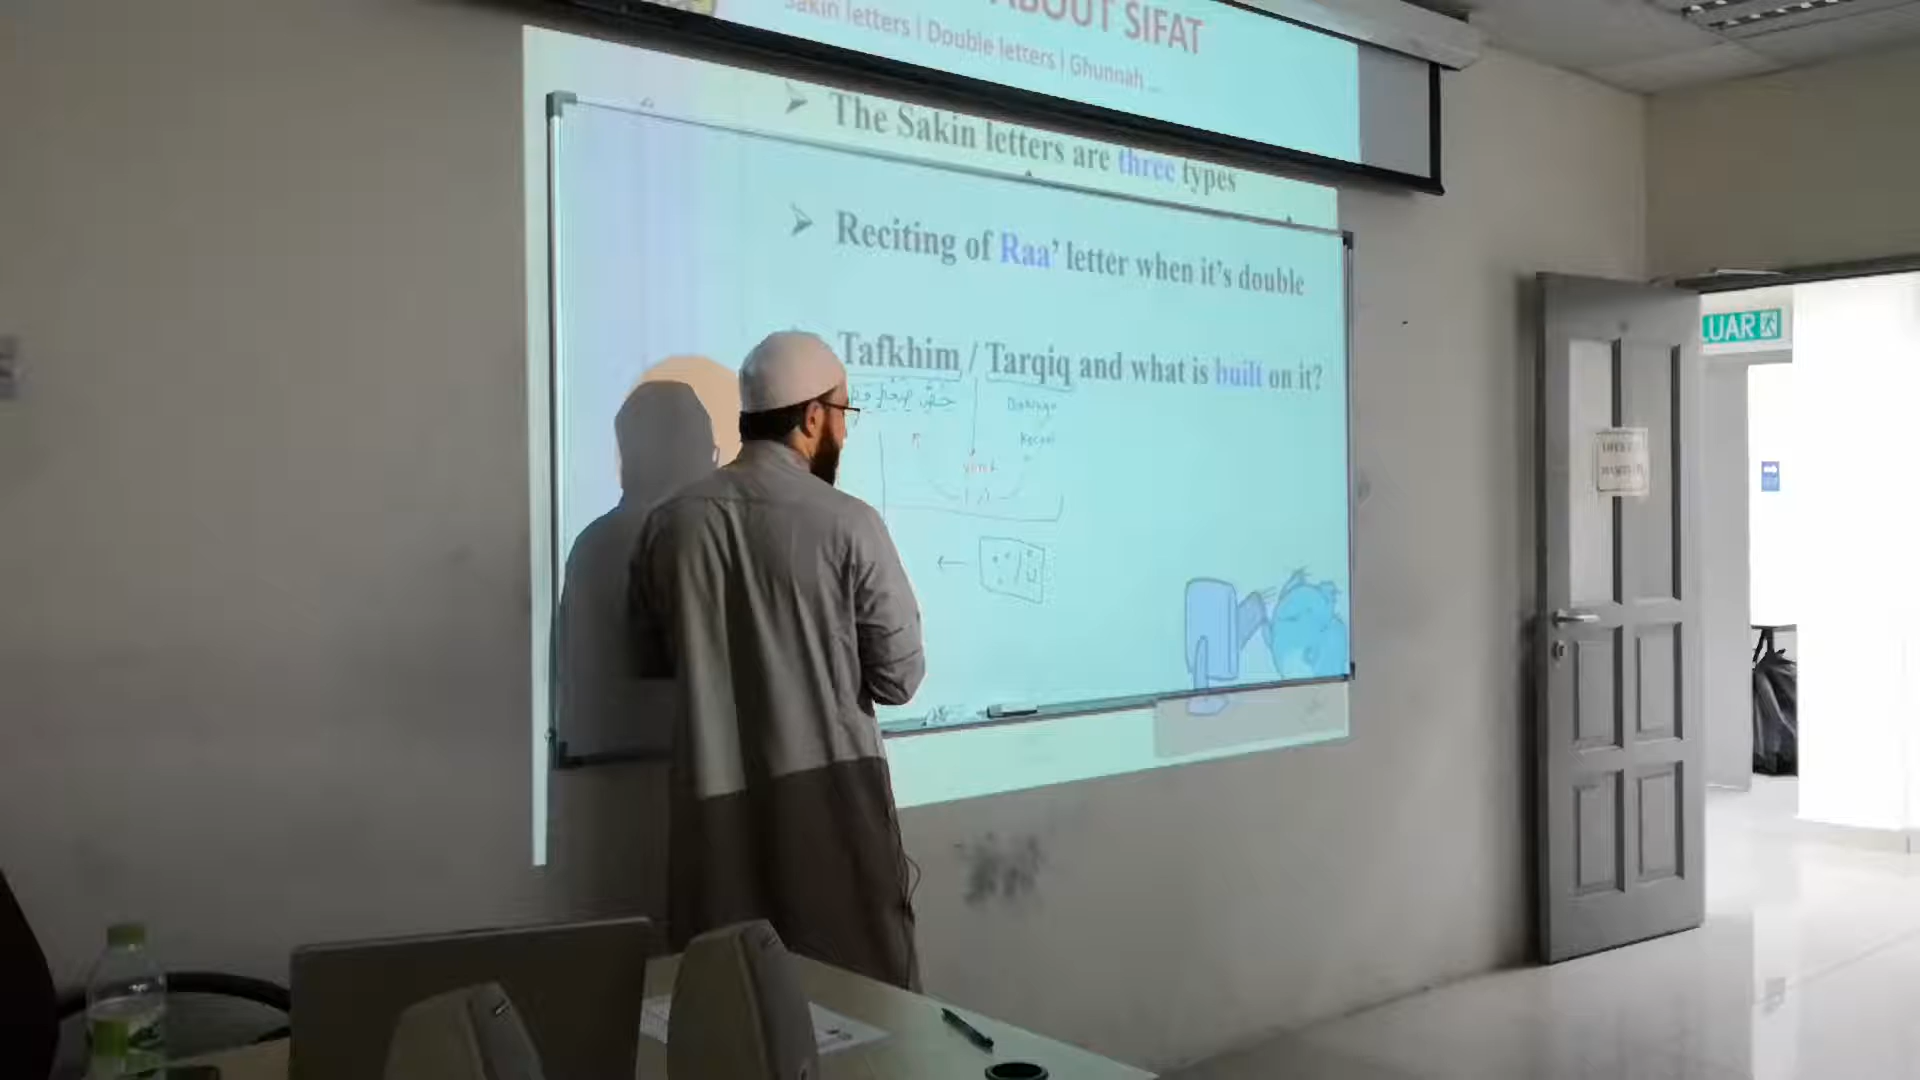 ABOUT SIFAT
Sakin letters | Double letters | Ghunnah ...
➤ The Sakin letters are three types
➤ Reciting of Raa' letter when it's double
Tafkhim / Tarqiq and what is built on it?
LUAR